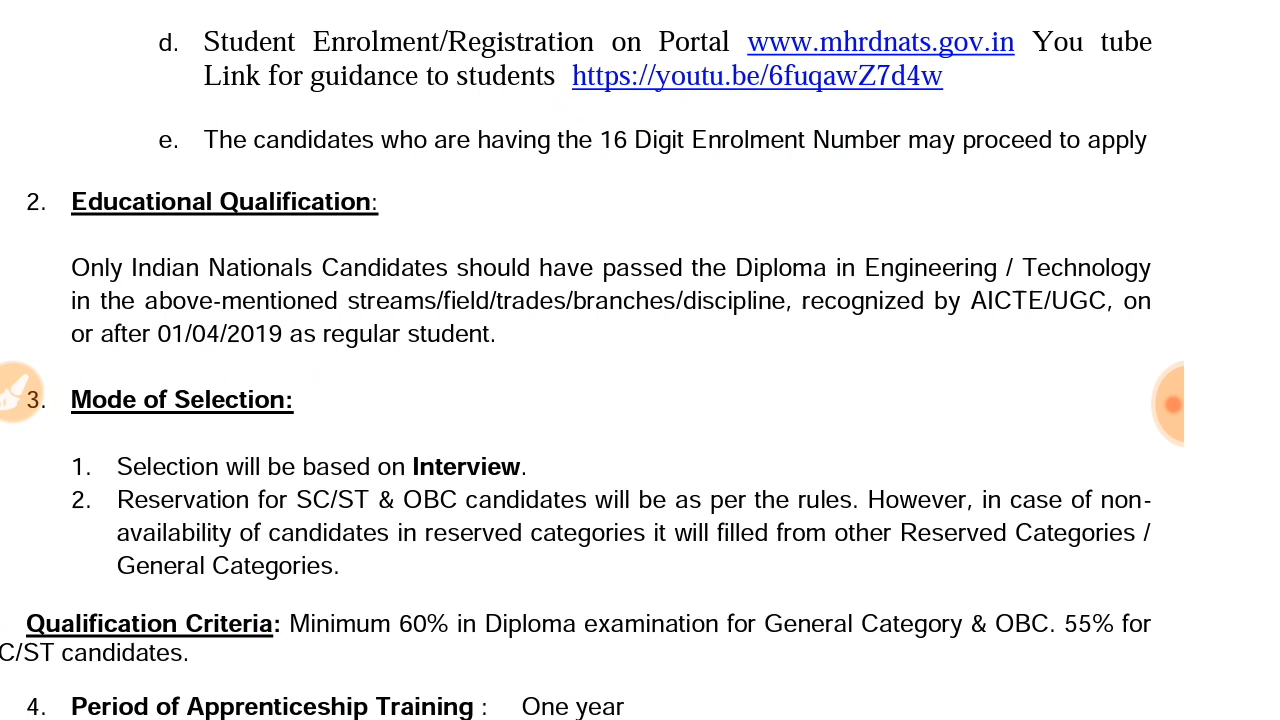 d. Student Enrolment/Registration on Portal www.mhrdnats.gov.in You tube
Link for guidance to students https://youtu.be/6fuqawZ7d4w
e. The candidates who are having the 16 Digit Enrolment Number may proceed to apply
2. Educational Qualification:
Only Indian Nationals Candidates should have passed the Diploma in Engineering / Technology
in the above-mentioned streams/field/trades/branches/discipline, recognized by AICTE/UGC, on
or after 01/04/2019 as regular student.
3. Mode of Selection:
1. Selection will be based on Interview.
2. Reservation for SC/ST & OBC candidates will be as per the rules. However, in case of non-
availability of candidates in reserved categories it will filled from other Reserved Categories /
General Categories.
Qualification Criteria: Minimum 60% in Diploma examination for General Category & OBC. 55% for
C/ST candidates.
4. Period of Apprenticeship Training : One year